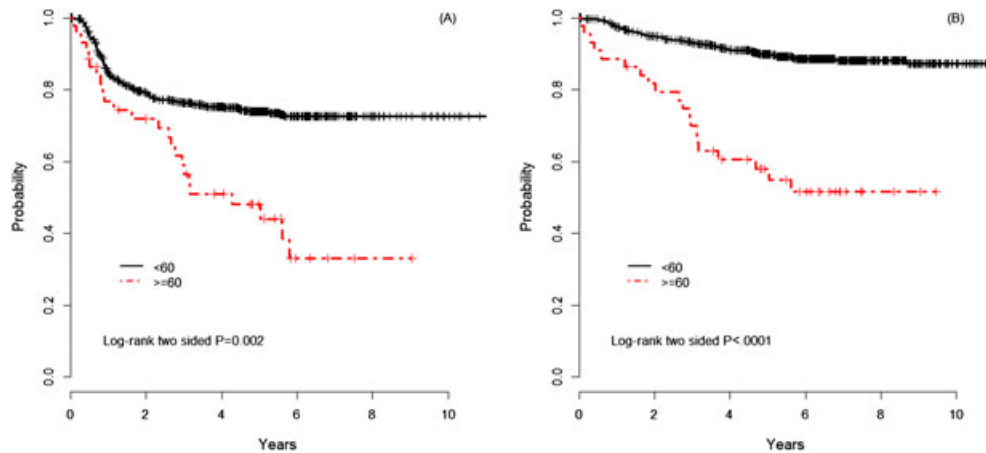 (A)
1.0
0.8
0.6
0.4
0.2
0.0
Probability
<60
>=60
Log-rank two sided P=0.002
0 2 4 6 8 10
Years
(B)
1.0
0.8
0.6
0.4
0.2
0.0
Probability
<60
>=60
Log-rank two sided P<.0001
0 2 4 6 8 10
Years